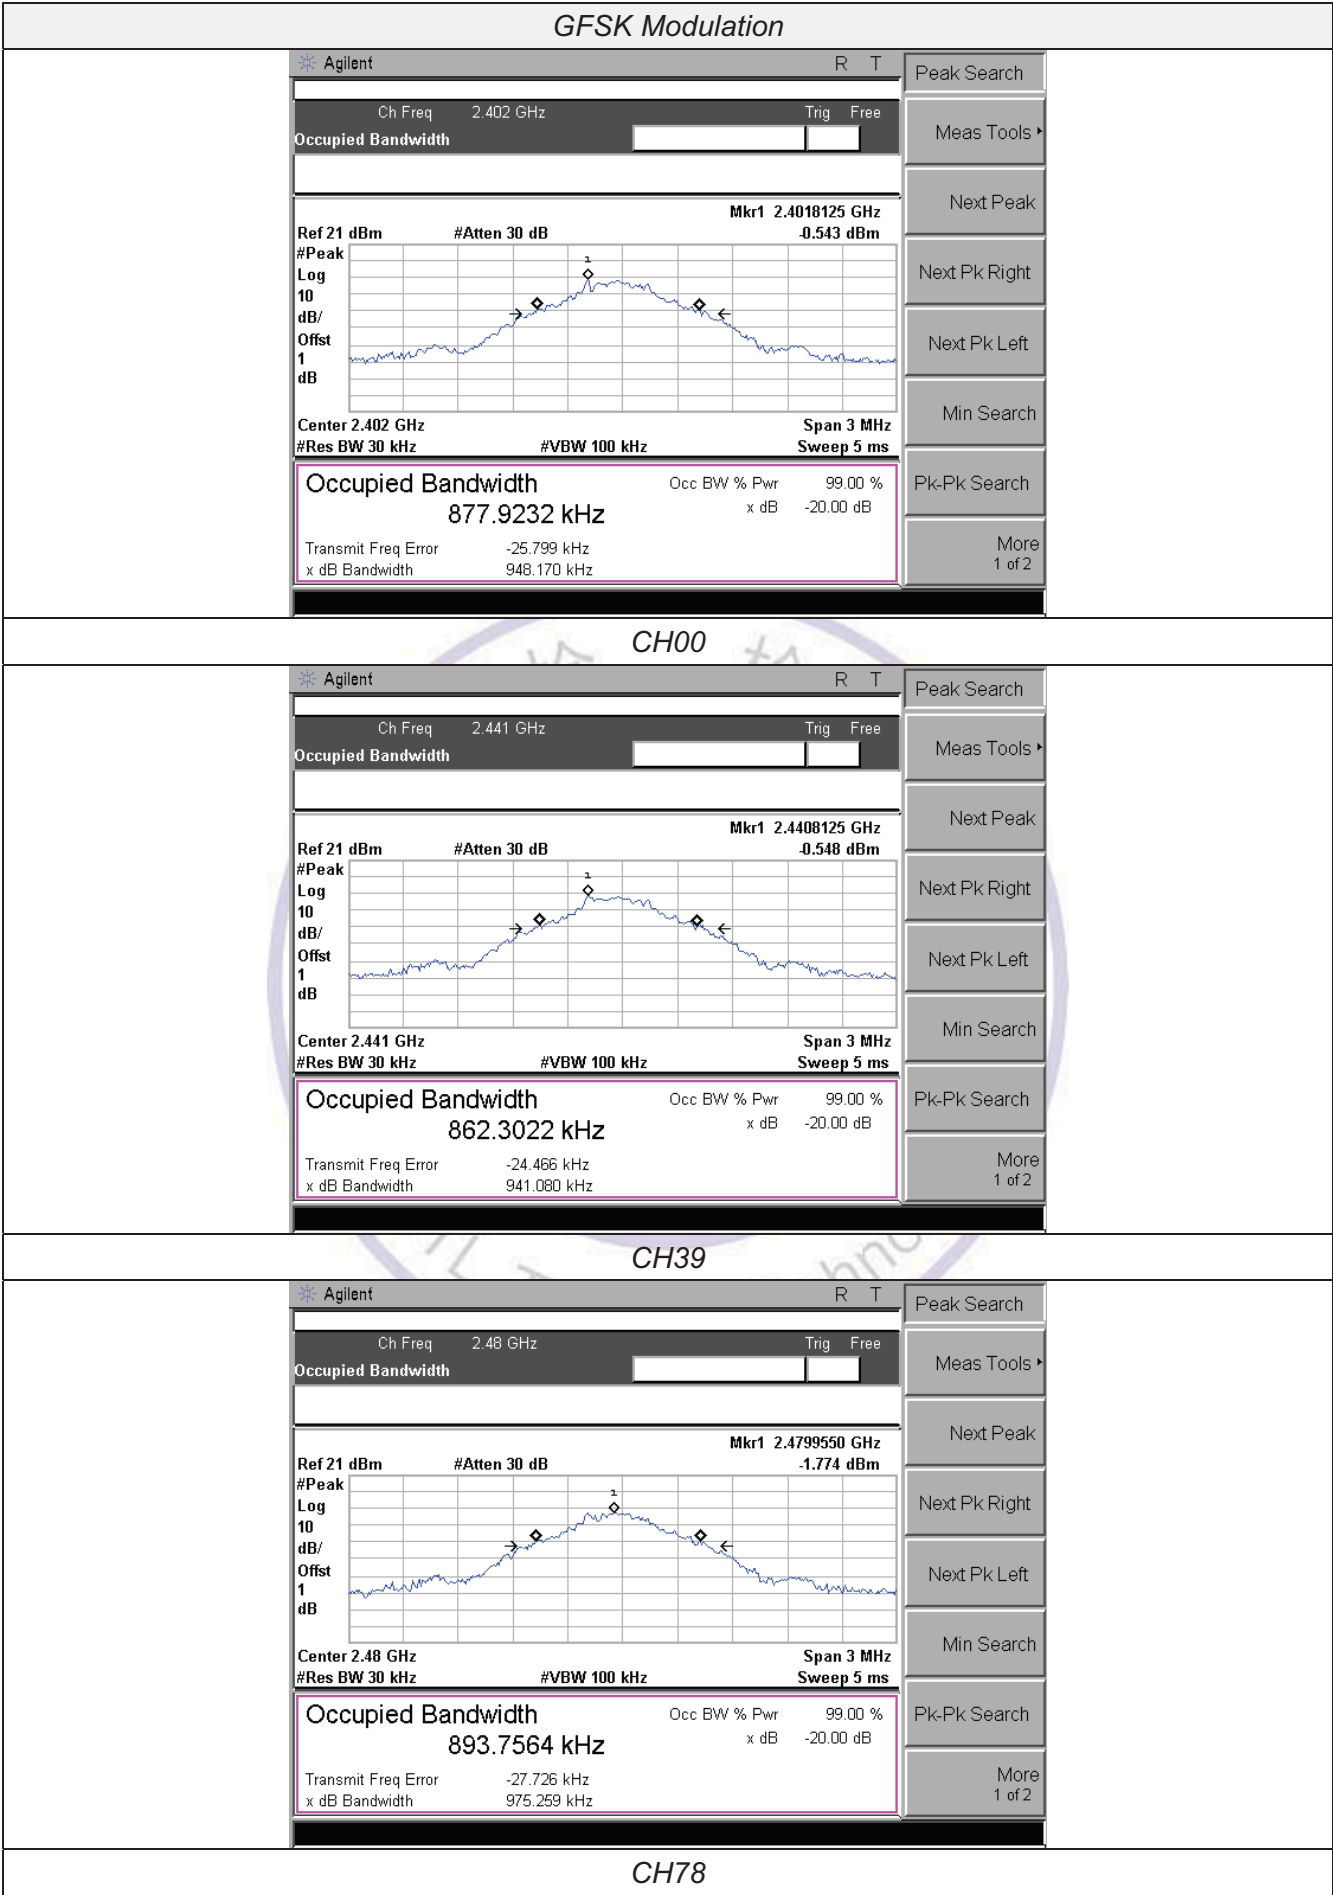 GFSK Modulation
Agilent R T
Peak Search
Ch Freq 2.402 GHz Trig Free
Occupied Bandwidth
Meas Tools
Next Peak
Next Pk Right
Next Pk Left
Min Search
Pk-Pk Search
More
1 of 2
Mkr1 2.4018125 GHz
Ref 21 dBm #Atten 30 dB -0.543 dBm
#Peak
Log
10
dB/
Offst
1
dB
1
Center 2.402 GHz Span 3 MHz
#Res BW 30 kHz #VBW 100 kHz Sweep 5 ms
Occupied Bandwidth Occ BW % Pwr 99.00 %
877.9232 kHz x dB -20.00 dB
Transmit Freq Error -25.799 kHz
x dB Bandwidth 948.170 kHz
CH00
Agilent R T
Peak Search
Ch Freq 2.441 GHz Trig Free
Occupied Bandwidth
Meas Tools
Next Peak
Next Pk Right
Next Pk Left
Min Search
Pk-Pk Search
More
1 of 2
Mkr1 2.4408125 GHz
Ref 21 dBm #Atten 30 dB -0.548 dBm
#Peak
Log
10
dB/
Offst
1
dB
1
Center 2.441 GHz Span 3 MHz
#Res BW 30 kHz #VBW 100 kHz Sweep 5 ms
Occupied Bandwidth Occ BW % Pwr 99.00 %
862.3022 kHz x dB -20.00 dB
Transmit Freq Error -24.466 kHz
x dB Bandwidth 941.080 kHz
CH39
Agilent R T
Peak Search
Ch Freq 2.48 GHz Trig Free
Occupied Bandwidth
Meas Tools
Next Peak
Next Pk Right
Next Pk Left
Min Search
Pk-Pk Search
More
1 of 2
Mkr1 2.4799550 GHz
Ref 21 dBm #Atten 30 dB -1.774 dBm
#Peak
Log
10
dB/
Offst
1
dB
1
Center 2.48 GHz Span 3 MHz
#Res BW 30 kHz #VBW 100 kHz Sweep 5 ms
Occupied Bandwidth Occ BW % Pwr 99.00 %
893.7564 kHz x dB -20.00 dB
Transmit Freq Error -27.726 kHz
x dB Bandwidth 975.259 kHz
CH78